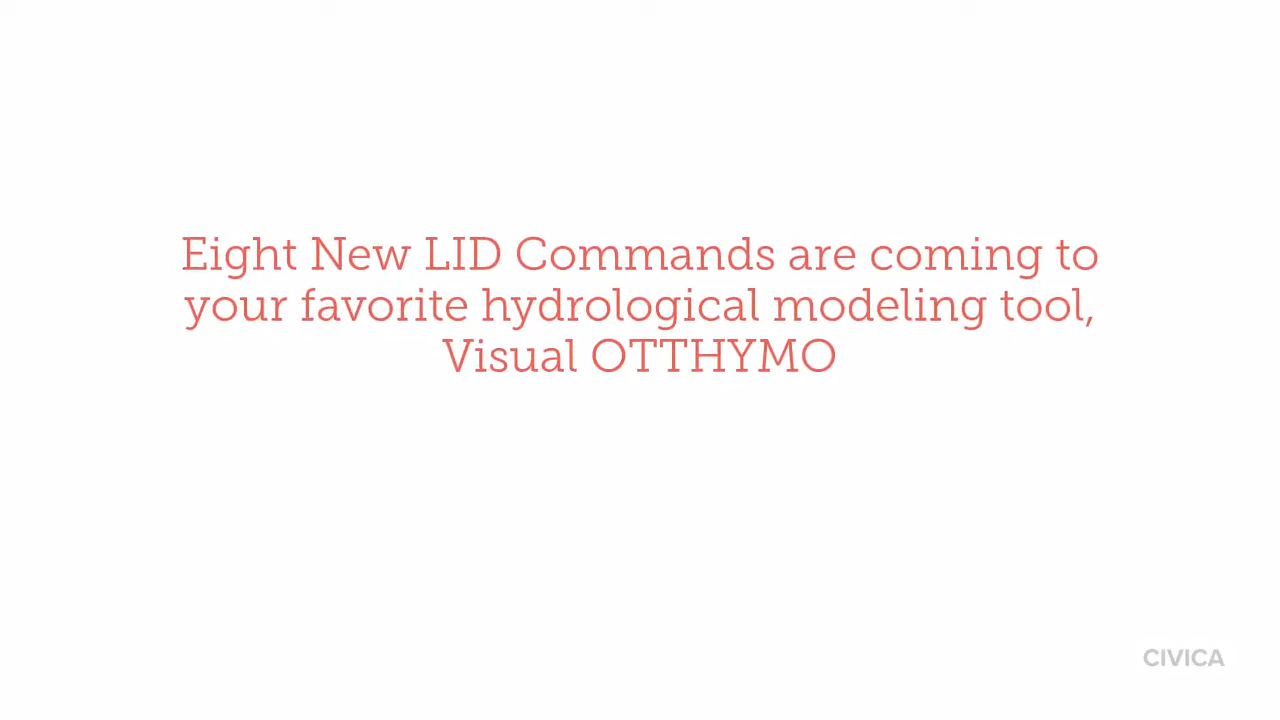 Eight New LID Commands are coming to
your favorite hydrological modeling tool,
Visual OTTHYMO
CIVICA